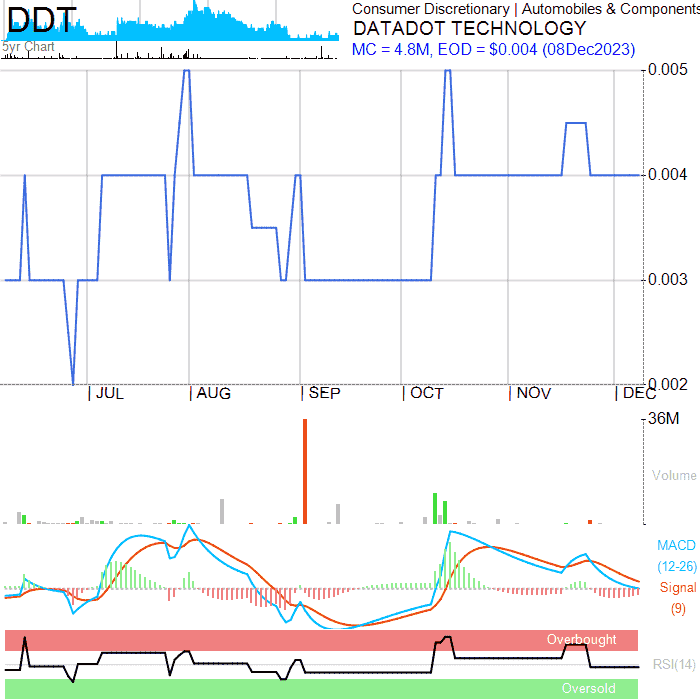 DDT
5yr Chart
Consumer Discretionary | Automobiles & Components
DATADOT TECHNOLOGY
MC = 4.8M, EOD = $0.004 (08Dec2023)
0.005
0.004
0.003
0.002
JUL
AUG
SEP
OCT
NOV
DEC
36M
Volume
MACD
(12-26)
Signal
(9)
Overbought
RSI(14)
Oversold